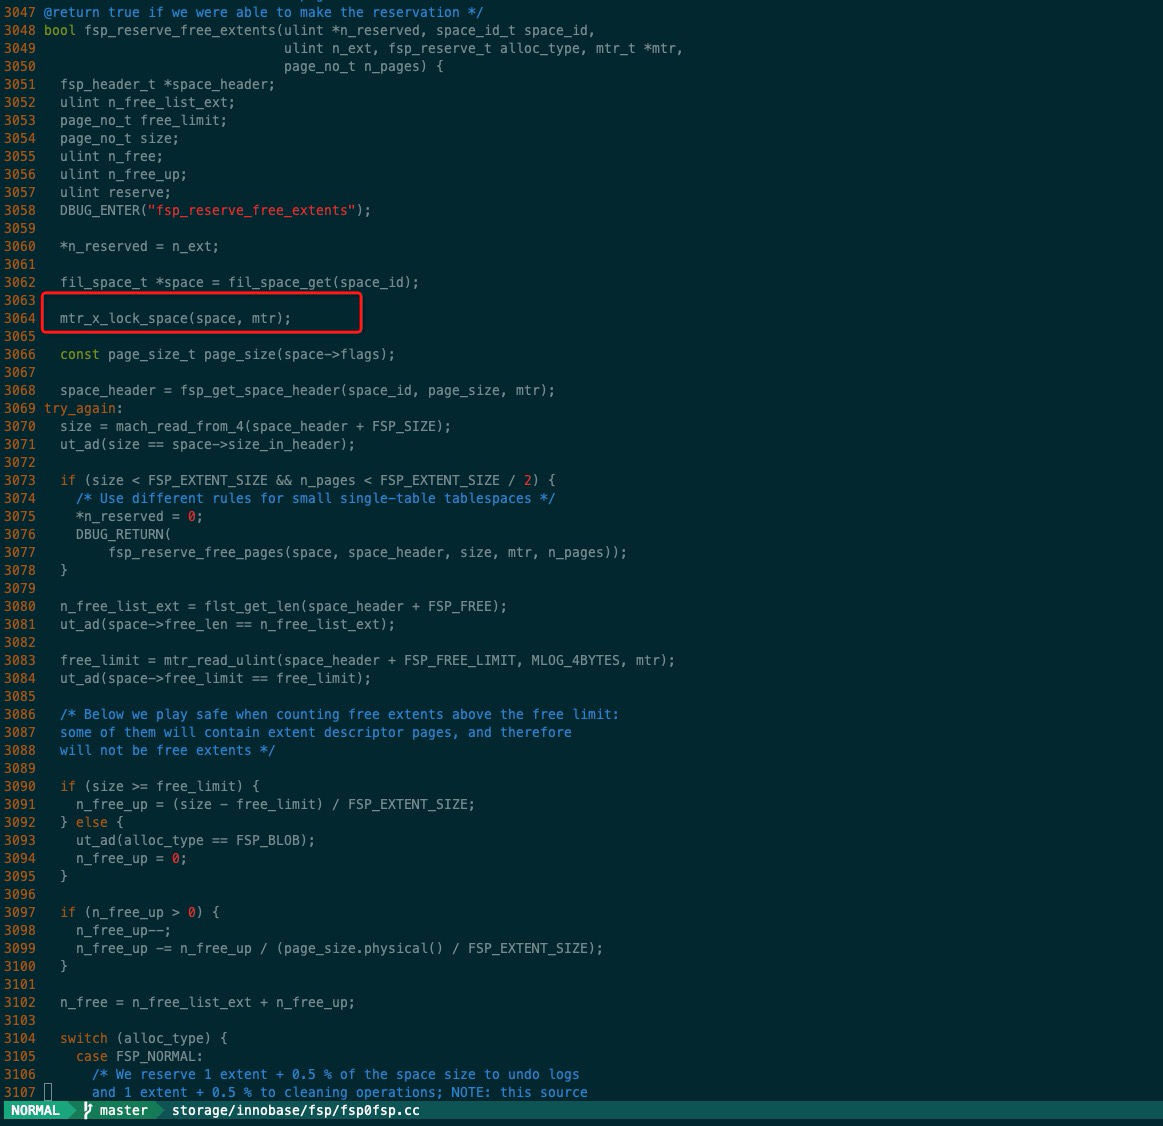 3047 @return true if we were able to make the reservation */
3048 bool fsp_reserve_free_extents(ulint *n_reserved, space_id_t space_id,
3049                               ulint n_ext, fsp_reserve_t alloc_type, mtr_t *mtr,
3050                               page_no_t n_pages) {
3051   fsp_header_t *space_header;
3052   ulint n_free_list_ext;
3053   page_no_t free_limit;
3054   page_no_t size;
3055   ulint n_free;
3056   ulint n_free_up;
3057   ulint reserve;
3058   DBUG_ENTER("fsp_reserve_free_extents");
3059
3060   *n_reserved = n_ext;
3061
3062   fil_space_t *space = fil_space_get(space_id);
3063
3064   mtr_x_lock_space(space, mtr);
3065
3066   const page_size_t page_size(space->flags);
3067
3068   space_header = fsp_get_space_header(space_id, page_size, mtr);
3069 try_again:
3070   size = mach_read_from_4(space_header + FSP_SIZE);
3071   ut_ad(size == space->size_in_header);
3072
3073   if (size < FSP_EXTENT_SIZE && n_pages < FSP_EXTENT_SIZE / 2) {
3074     /* Use different rules for small single-table tablespaces */
3075     *n_reserved = 0;
3076     DBUG_RETURN(
3077         fsp_reserve_free_pages(space, space_header, size, mtr, n_pages));
3078   }
3079
3080   n_free_list_ext = flst_get_len(space_header + FSP_FREE);
3081   ut_ad(space->free_len == n_free_list_ext);
3082
3083   free_limit = mtr_read_ulint(space_header + FSP_FREE_LIMIT, MLOG_4BYTES, mtr);
3084   ut_ad(space->free_limit == free_limit);
3085
3086   /* Below we play safe when counting free extents above the free limit:
3087   some of them will contain extent descriptor pages, and therefore
3088   will not be free extents */
3089
3090   if (size >= free_limit) {
3091     n_free_up = (size - free_limit) / FSP_EXTENT_SIZE;
3092   } else {
3093     ut_ad(alloc_type == FSP_BLOB);
3094     n_free_up = 0;
3095   }
3096
3097   if (n_free_up > 0) {
3098     n_free_up--;
3099     n_free_up -= n_free_up / (page_size.physical() / FSP_EXTENT_SIZE);
3100   }
3101
3102   n_free = n_free_list_ext + n_free_up;
3103
3104   switch (alloc_type) {
3105     case FSP_NORMAL:
3106       /* We reserve 1 extent + 0.5 % of the space size to undo logs
3107       and 1 extent + 0.5 % to cleaning operations; NOTE: this source
NORMAL master storage/innobase/fsp/fsp0fsp.cc